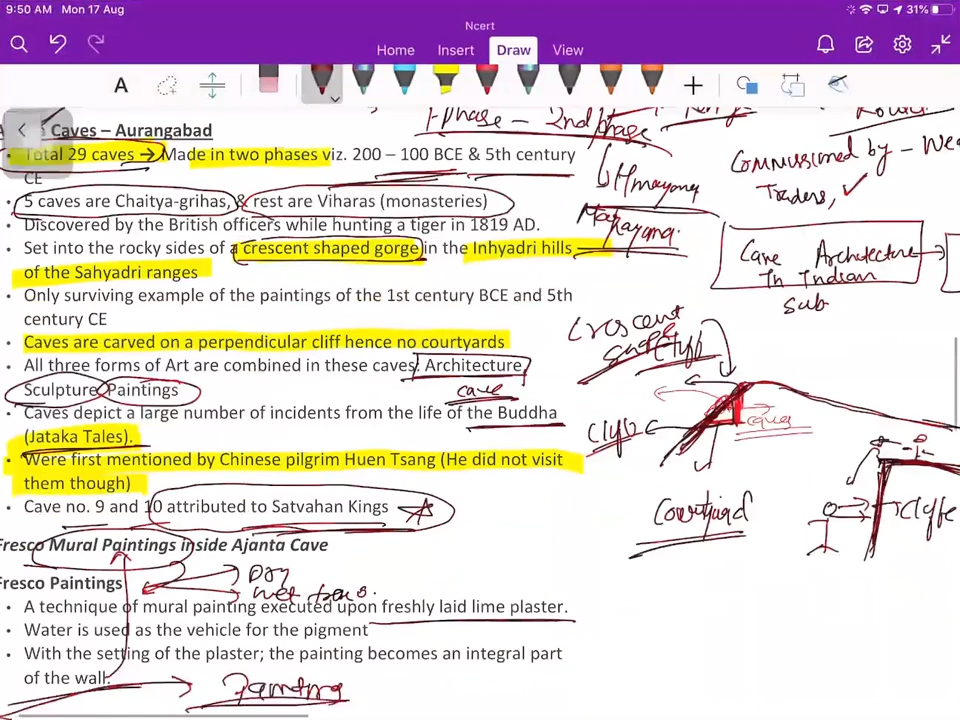 9:50 AM Mon 17 Aug
31%
Ncert
Home Insert Draw View
A
Caves – Aurangabad
Total 29 caves → Made in two phases viz. 200 – 100 BCE & 5th century
CE
5 caves are Chaitya-grihas, & rest are Viharas (monasteries)
Discovered by the British officers while hunting a tiger in 1819 AD.
Set into the rocky sides of a crescent shaped gorge in the Inhyadri hills
of the Sahyadri ranges
Only surviving example of the paintings of the 1st century BCE and 5th
century CE
Caves are carved on a perpendicular cliff hence no courtyards
All three forms of Art are combined in these caves: Architecture,
Sculpture Paintings
Caves depict a large number of incidents from the life of the Buddha
(Jataka Tales).
Were first mentioned by Chinese pilgrim Huen Tsang (He did not visit
them though)
Cave no. 9 and 10 attributed to Satvahan Kings
Fresco Mural Paintings inside Ajanta Cave
Fresco Paintings
A technique of mural painting executed upon freshly laid lime plaster.
Water is used as the vehicle for the pigment
With the setting of the plaster; the painting becomes an integral part
of the wall.
I-Phase – 2nd phase
Commissioned by –
Traders,
Cave Architecture
In Indian
Sub
Crescent
cave
Courtyard
Dry
Painting